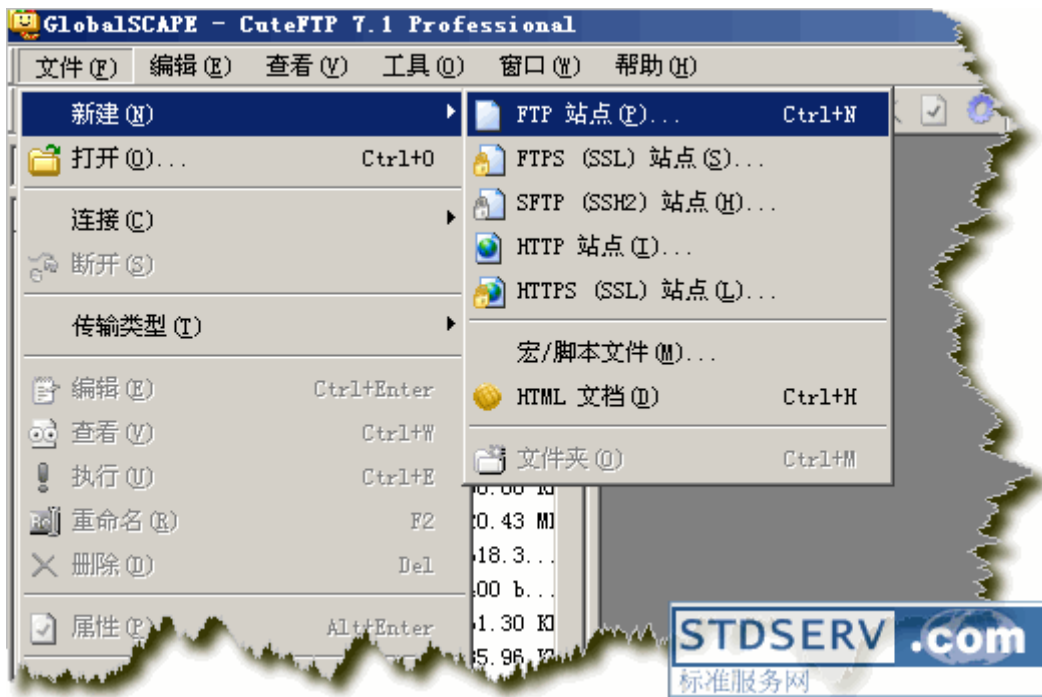 GlobalSCAPE - CuteFTP 7.1 Professional
文件(F) 编辑(E) 查看(V) 工具(O) 窗口(W) 帮助(H)
新建(N)
打开(O)... Ctrl+O
连接(C)
断开(S)
传输类型(T)
编辑(E) Ctrl+Enter
查看(V) Ctrl+W
执行(U) Ctrl+E
重命名(R) F2
删除(D) Del
属性(P) Alt+Enter
FTP 站点(P)... Ctrl+N
FTPS (SSL) 站点(S)...
SFTP (SSH2) 站点(H)...
HTTP 站点(I)...
HTTPS (SSL) 站点(L)...
宏/脚本文件(M)...
HTML 文档(D) Ctrl+H
文件夹(O) Ctrl+M
0.43 M
18.3...
00 b...
1.30 K
5.96
STDSERV.com
标准服务网